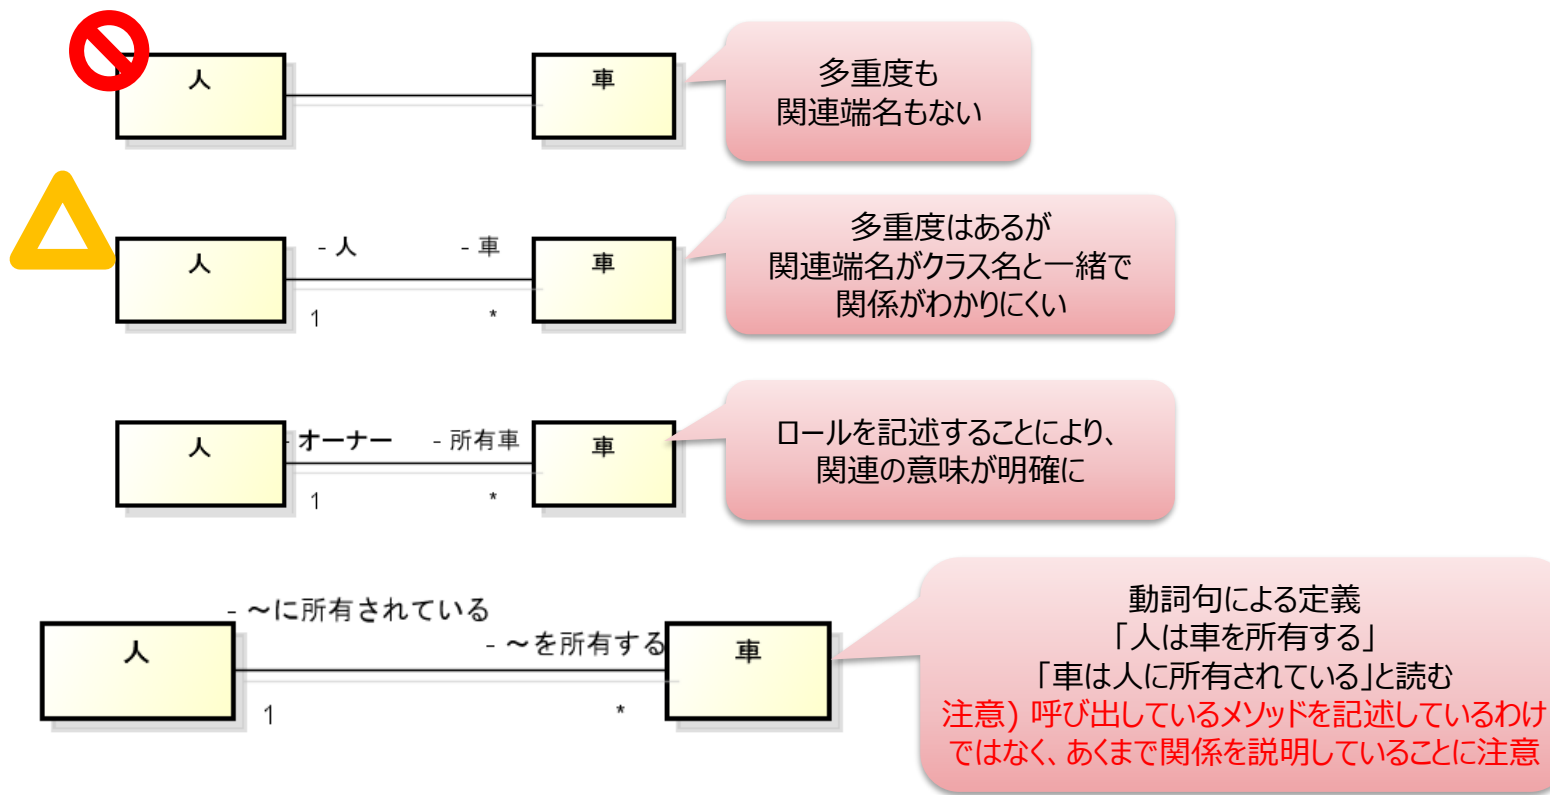 人
車
多重度も
関連端名もない
人
- 人
- 車
車
1
*
多重度はあるが
関連端名がクラス名と一緒で
関係がわかりにくい
人
- オーナー
- 所有車
車
1
*
ロールを記述することにより、
関連の意味が明確に
人
- ～に所有されている
- ～を所有する
車
1
*
動詞句による定義
「人は車を所有する」
「車は人に所有されている」と読む
注意) 呼び出しているメソッドを記述しているわけ
ではなく、あくまで関係を説明していることに注意